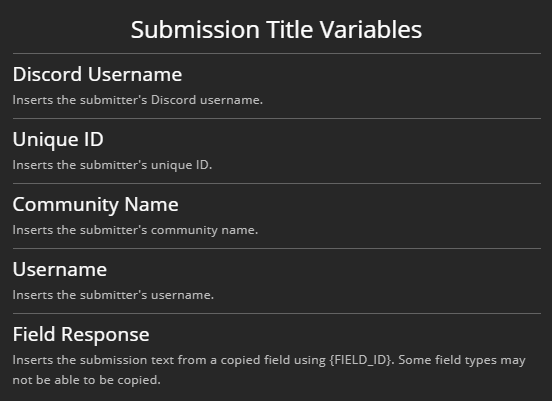 Submission Title Variables
Discord Username
Inserts the submitter's Discord username.
Unique ID
Inserts the submitter's unique ID.
Community Name
Inserts the submitter's community name.
Username
Inserts the submitter's username.
Field Response
Inserts the submission text from a copied field using {FIELD_ID}. Some field types may
not be able to be copied.